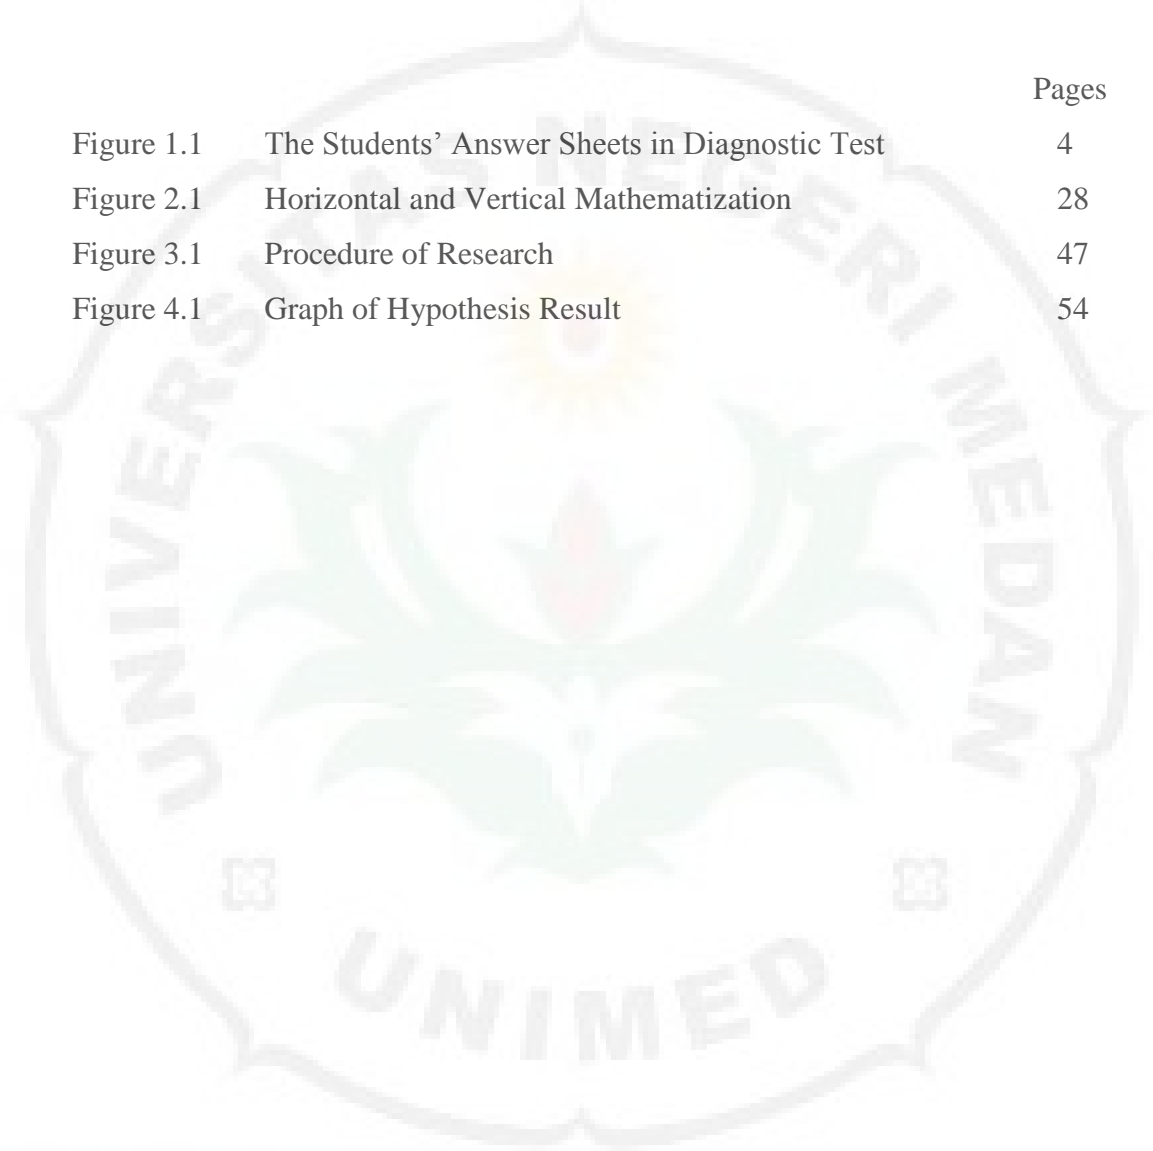 Pages
Figure 1.1 The Students’ Answer Sheets in Diagnostic Test 4
Figure 2.1 Horizontal and Vertical Mathematization 28
Figure 3.1 Procedure of Research 47
Figure 4.1 Graph of Hypothesis Result 54
UNIVERSITAS NEGERI MEDAN
UNIMED